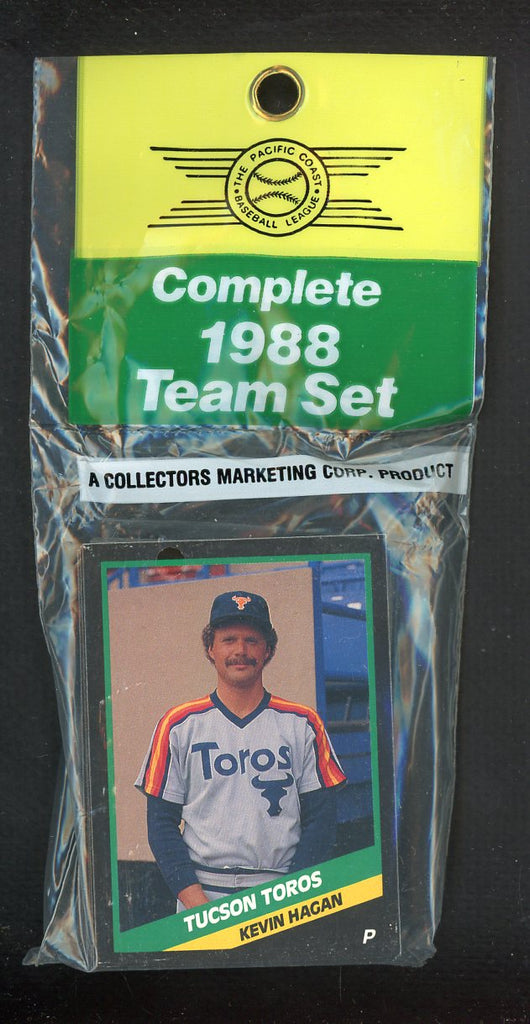 THE PACIFIC COAST
BASEBALL LEAGUE
Complete
1988
Team Set
A COLLECTORS MARKETING CORP. PRODUCT
Toros
TUCSON TOROS
KEVIN HAGAN
P